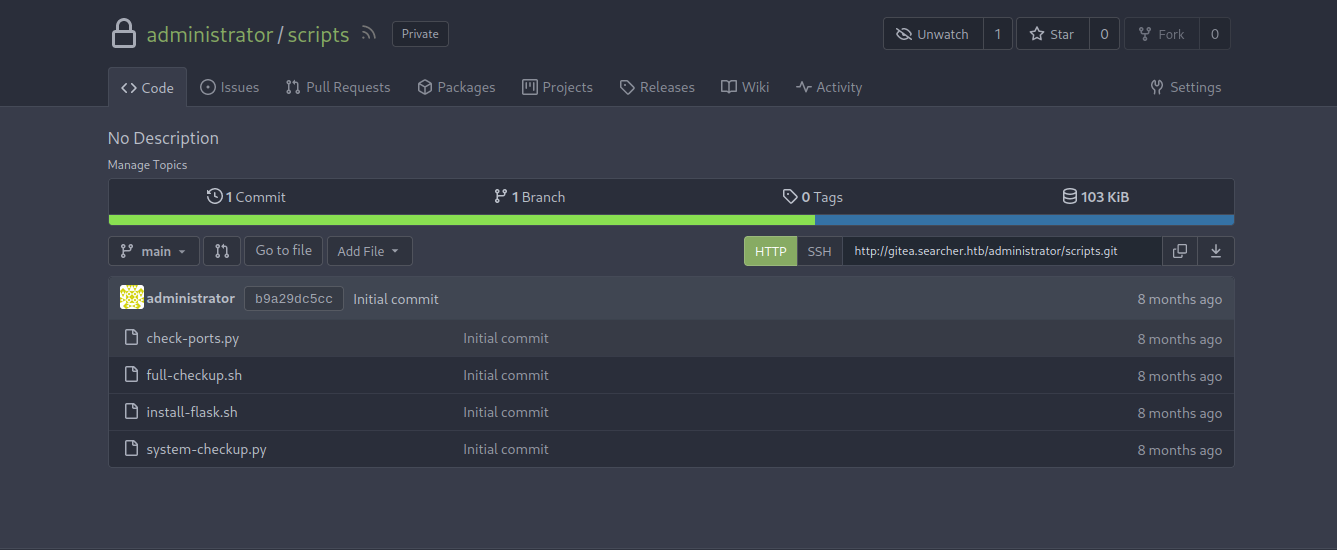 administrator / scripts Private Unwatch 1 Star 0 Fork 0
Code Issues Pull Requests Packages Projects Releases Wiki Activity Settings
No Description
Manage Topics
1 Commit 1 Branch 0 Tags 103 KiB
main Go to file Add File HTTP SSH http://gitea.searcher.htb/administrator/scripts.git
administrator b9a29dc5cc Initial commit 8 months ago
check-ports.py Initial commit 8 months ago
full-checkup.sh Initial commit 8 months ago
install-flask.sh Initial commit 8 months ago
system-checkup.py Initial commit 8 months ago